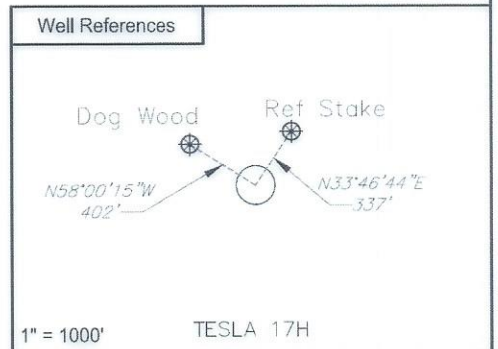 Well References
Dog Wood
Ref Stake
N58°00'15"W
402'
N33°46'44"E
337'
1" = 1000'
TESLA 17H